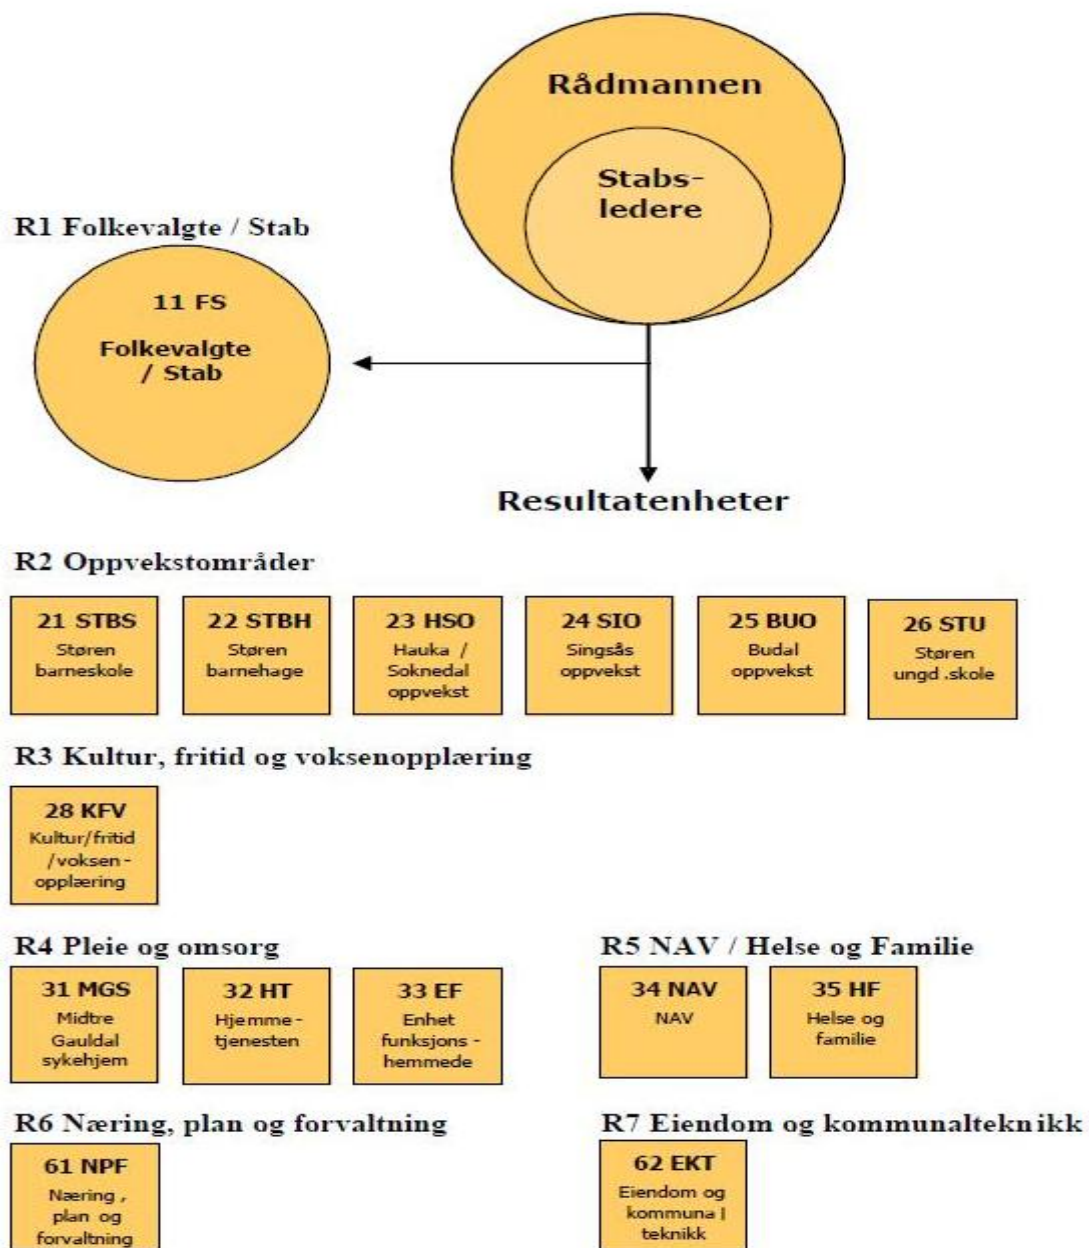 Rådmannen
Stabs-
ledere
R1 Folkevalgte / Stab
11 FS
Folkevalgte
/ Stab
Resultatenheter
R2 Oppvekstområder
21 STBS
Støren
barneskole
22 STBH
Støren
barnehage
23 HSO
Hauka /
Soknedal
oppvekst
24 SIO
Singsås
oppvekst
25 BUO
Budal
oppvekst
26 STU
Støren
ungd.skole
R3 Kultur, fritid og voksenopplæring
28 KFV
Kultur/fritid
/voksen-
opplæring
R4 Pleie og omsorg
31 MGS
Midtre
Gauldal
sykehjem
32 HT
Hjemme-
tjenesten
33 EF
Enhet
funksjons-
hemmede
R5 NAV / Helse og Familie
34 NAV
NAV
35 HF
Helse og
familie
R6 Næring, plan og forvaltning
61 NPF
Næring,
plan og
forvaltning
R7 Eiendom og kommunalteknikk
62 EKT
Eiendom og
kommunal
teknikk